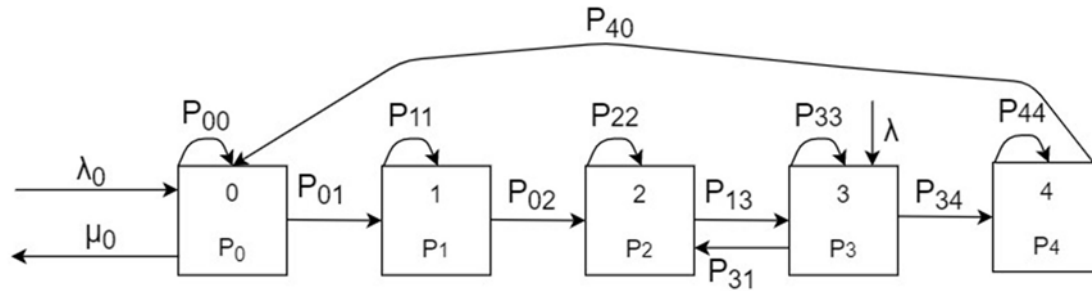 P₄₀
P₀₀
P₁₁
P₂₂
P₃₃
λ
P₄₄
λ₀
μ₀
0
P₀
P₀₁
1
P₁
P₀₂
2
P₂
P₁₃
P₃₁
3
P₃
P₃₄
4
P₄